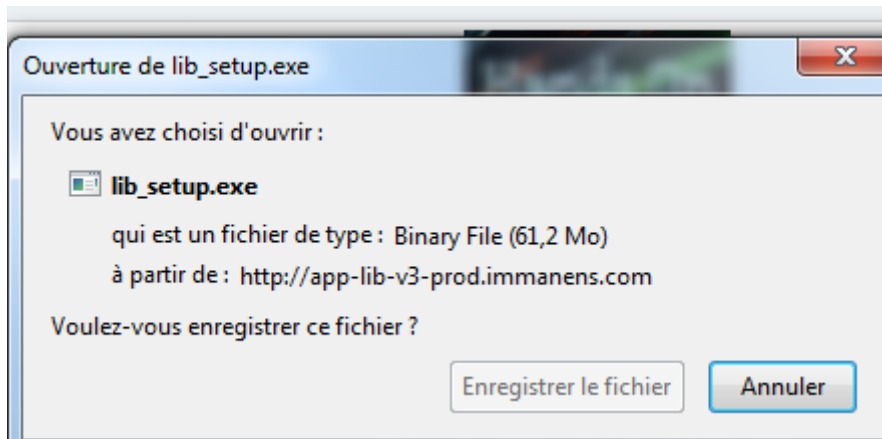 Ouverture de lib_setup.exe
Vous avez choisi d'ouvrir :
lib_setup.exe
qui est un fichier de type : Binary File (61,2 Mo)
à partir de : http://app-lib-v3-prod.immanens.com
Voulez-vous enregistrer ce fichier ?
Enregistrer le fichier Annuler